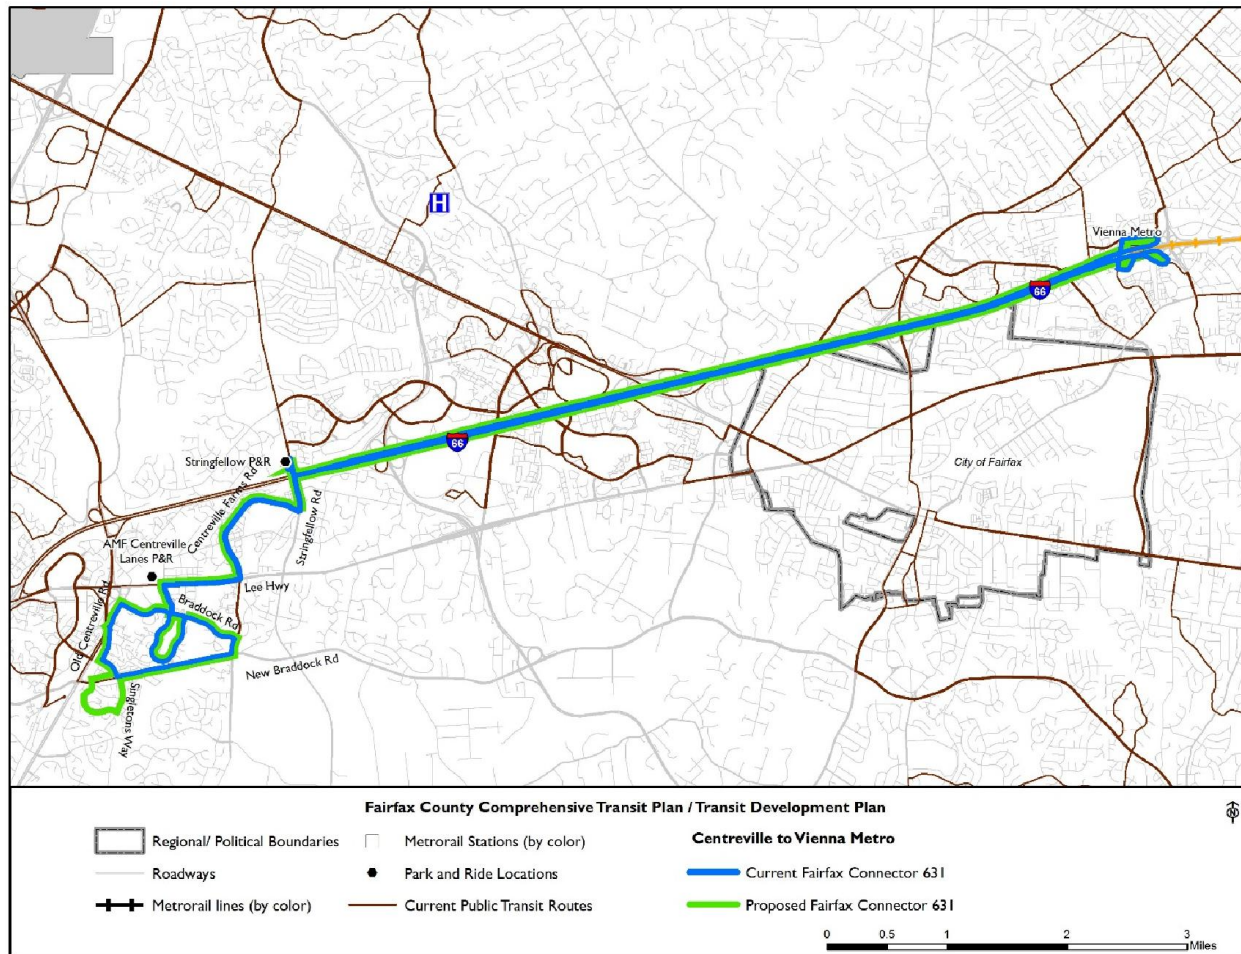 Vienna Metro
H
66
66
City of Fairfax
Stringfellow P&R
Centreville Farms Rd
Stringfellow Rd
AMF Centreville
Lanes P&R
Lee Hwy
Braddock Rd
Old Centreville Rd
New Braddock Rd
Singletons Way
Fairfax County Comprehensive Transit Plan / Transit Development Plan
N
Regional/ Political Boundaries
Metrorail Stations (by color)
Centreville to Vienna Metro
Roadways
Park and Ride Locations
Current Fairfax Connector 631
Metrorail lines (by color)
Current Public Transit Routes
Proposed Fairfax Connector 631
0 0.5 1 2 3
Miles